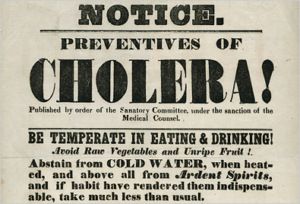 NOTICE.
PREVENTIVES OF
CHOLERA!
Published by order of the Sanatory Committee, under the sanction of the
Medical Counsel.
BE TEMPERATE IN EATING & DRINKING!
Avoid Raw Vegetables and Unripe Fruit !
Abstain from COLD WATER, when heat-
ed, and above all from Ardent Spirits,
and if habit have rendered them indispens-
able, take much less than usual.